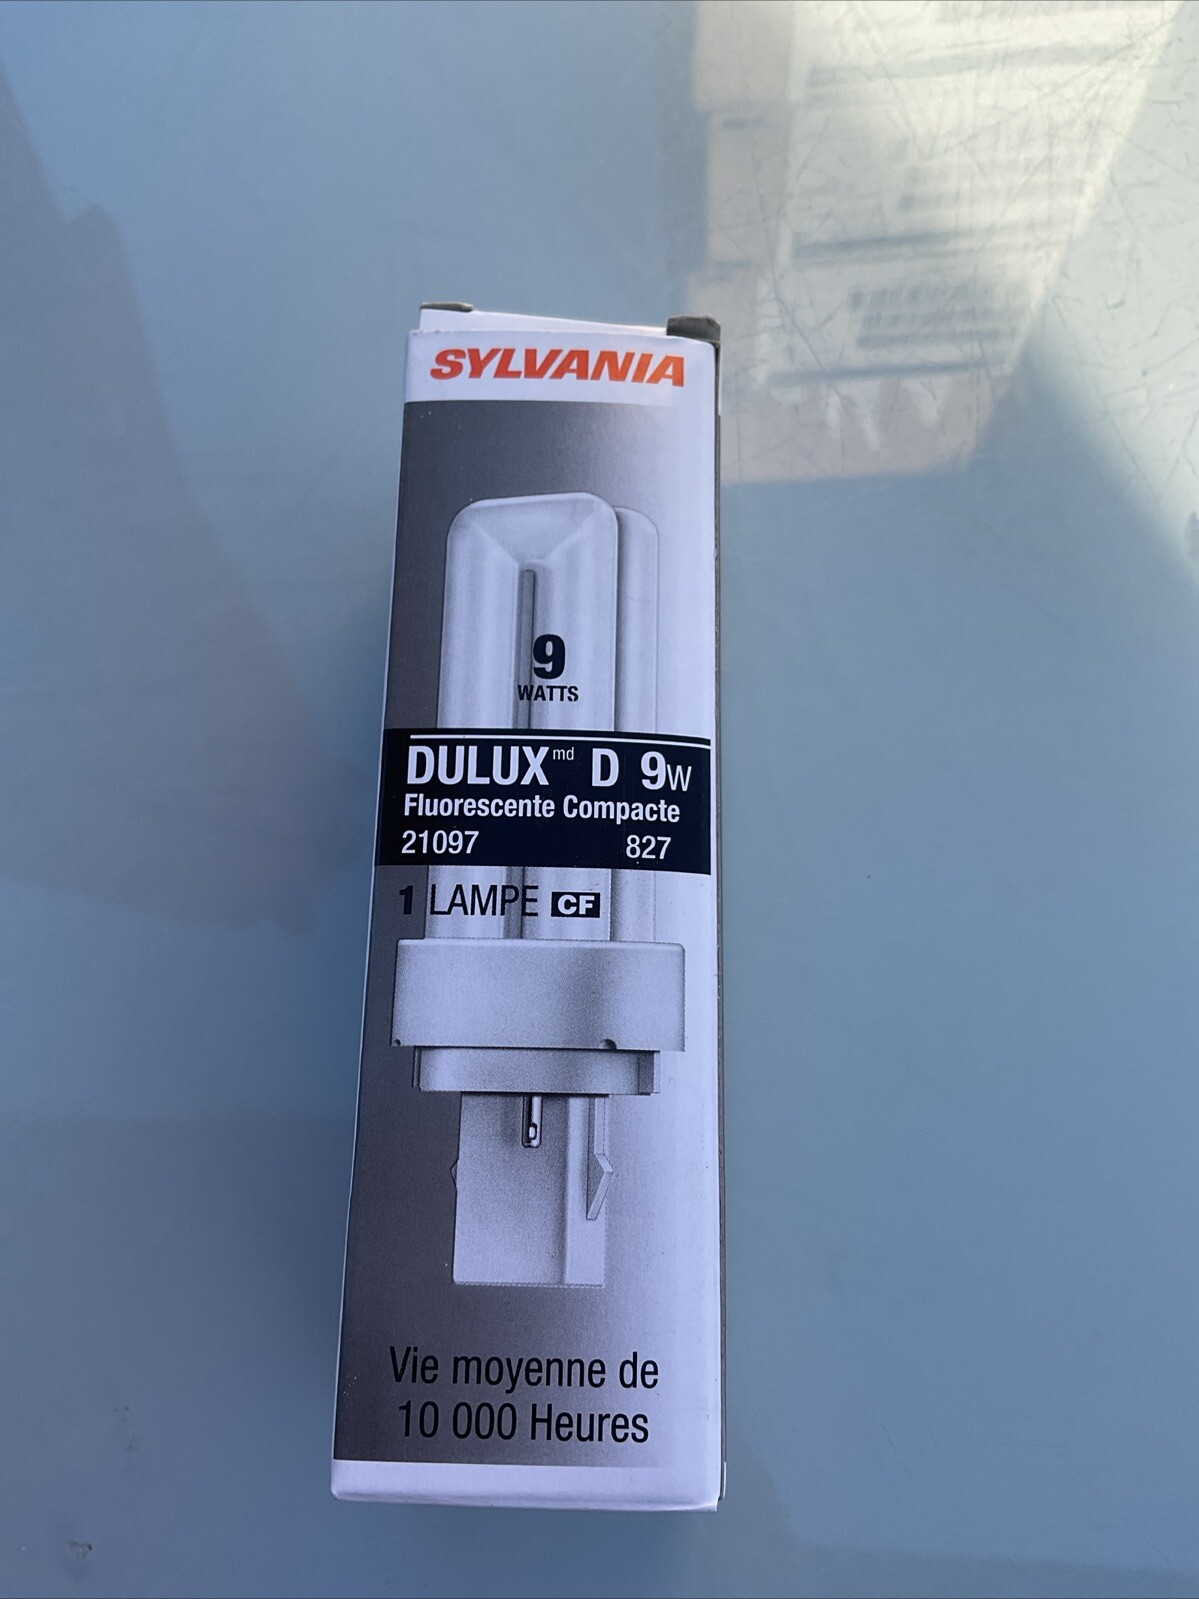 SYLVANIA
9
WATTS
DULUX md D 9W
Fluorescente Compacte
21097 827
1 LAMPE CF
Vie moyenne de
10 000 Heures